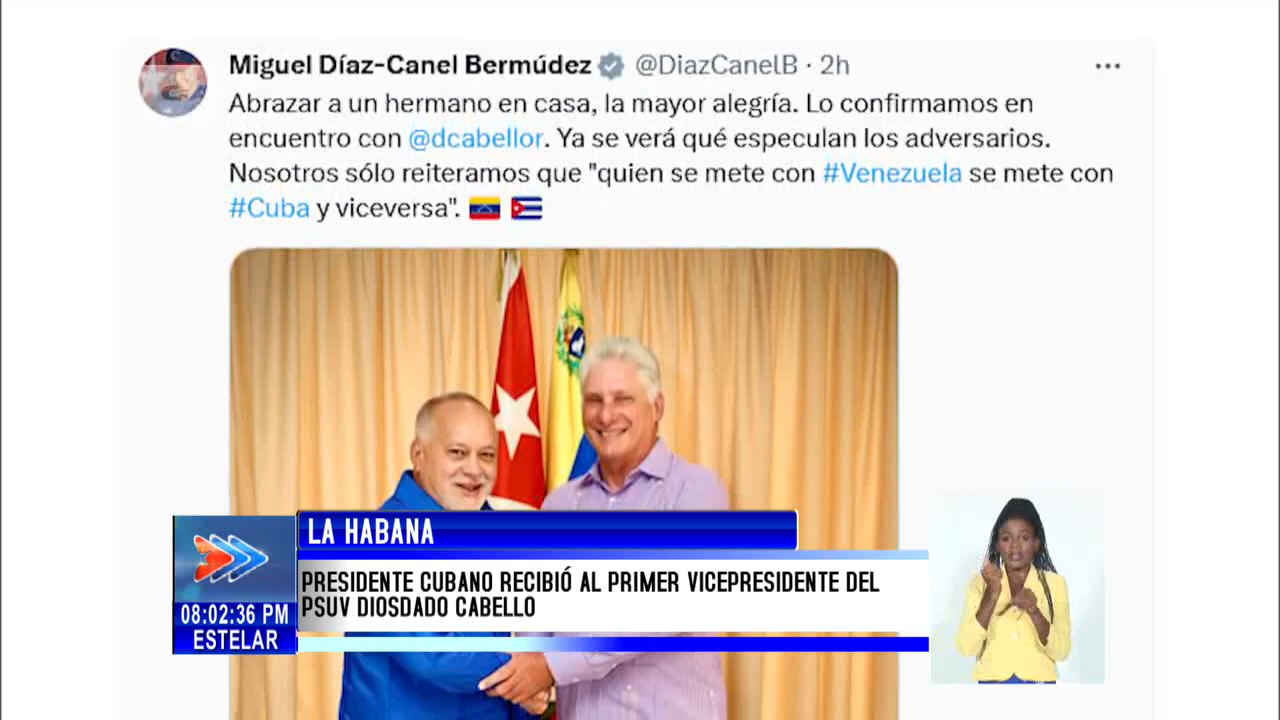 Miguel Díaz-Canel Bermúdez @DiazCanelB · 2h
Abrazar a un hermano en casa, la mayor alegría. Lo confirmamos en
encuentro con @dcabellor. Ya se verá qué especulan los adversarios.
Nosotros sólo reiteramos que "quien se mete con #Venezuela se mete con
#Cuba y viceversa".
LA HABANA
PRESIDENTE CUBANO RECIBIÓ AL PRIMER VICEPRESIDENTE DEL
PSUV DIOSDADO CABELLO
08:02:36 PM
ESTELAR